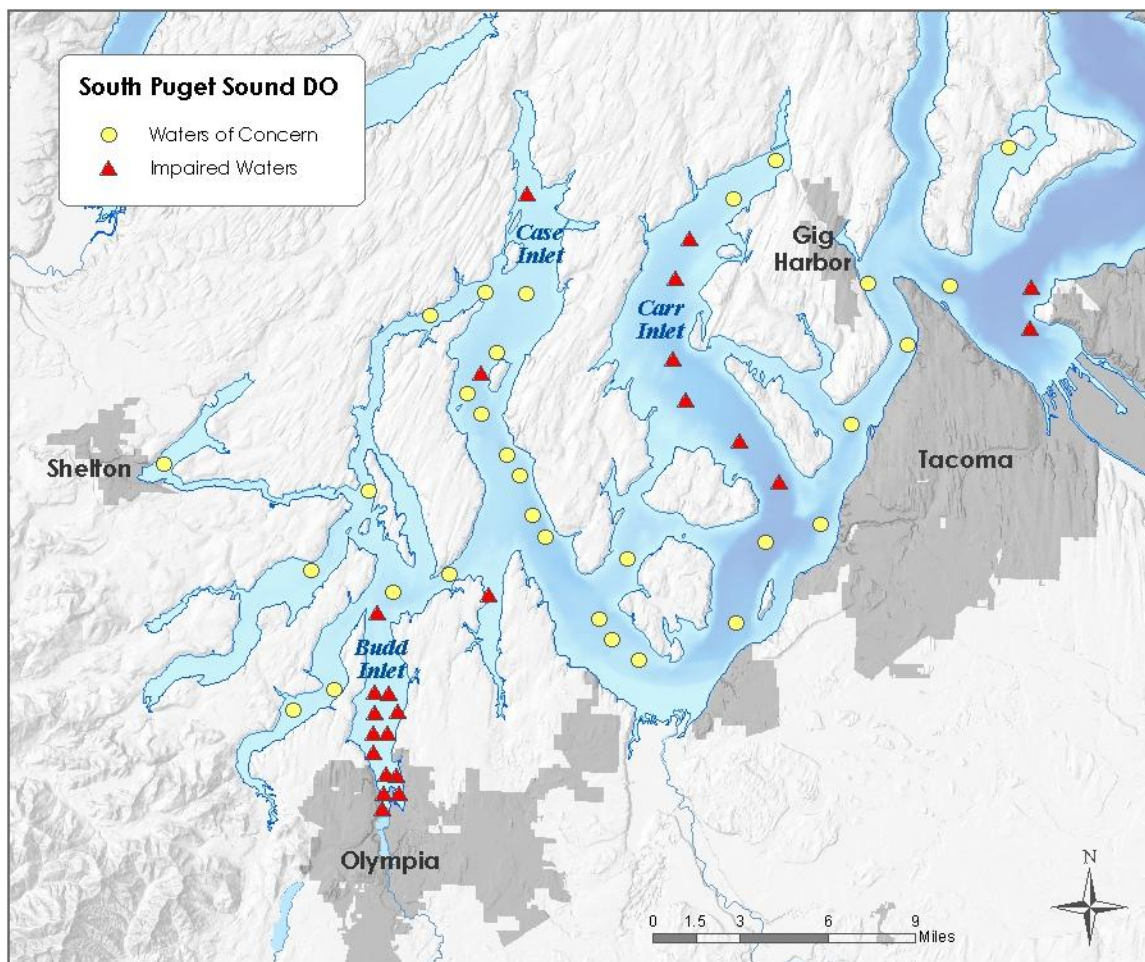 South Puget Sound DO
Waters of Concern
Impaired Waters
Case
Inlet
Gig
Harbor
Carr
Inlet
Shelton
Tacoma
Budd
Inlet
Olympia
N
0 1.5 3 6 9
Miles